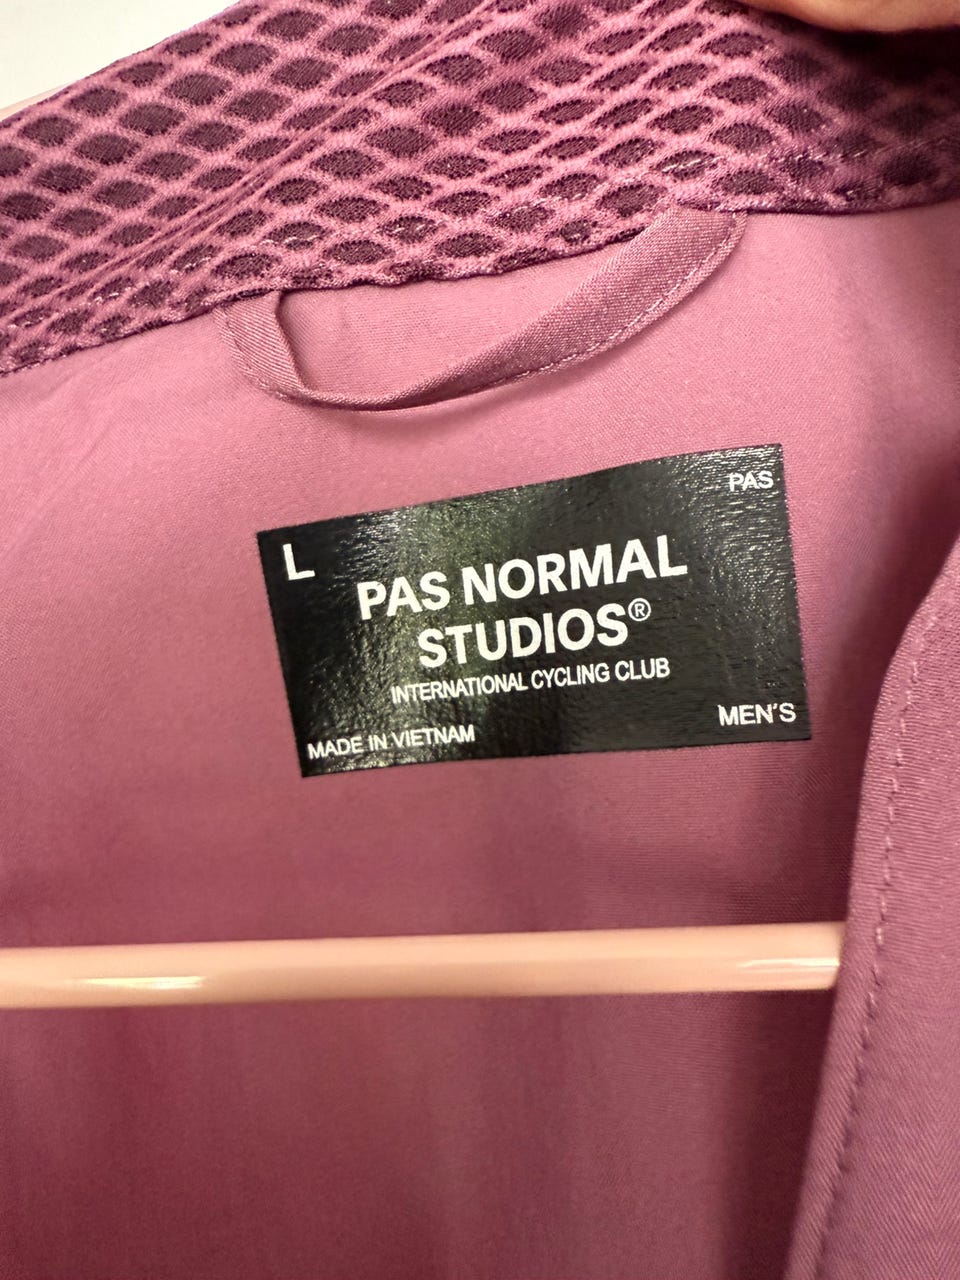 PAS
L
PAS NORMAL
STUDIOS®
INTERNATIONAL CYCLING CLUB
MADE IN VIETNAM
MEN'S